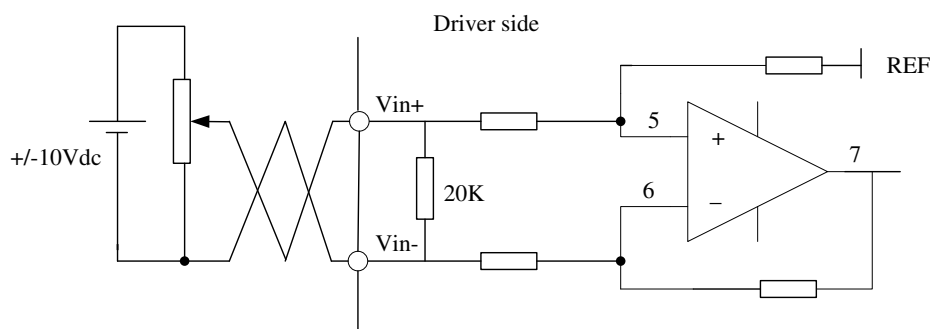 Driver side
REF
Vin+
5
+
7
+/-10Vdc
6
20K
−
Vin-